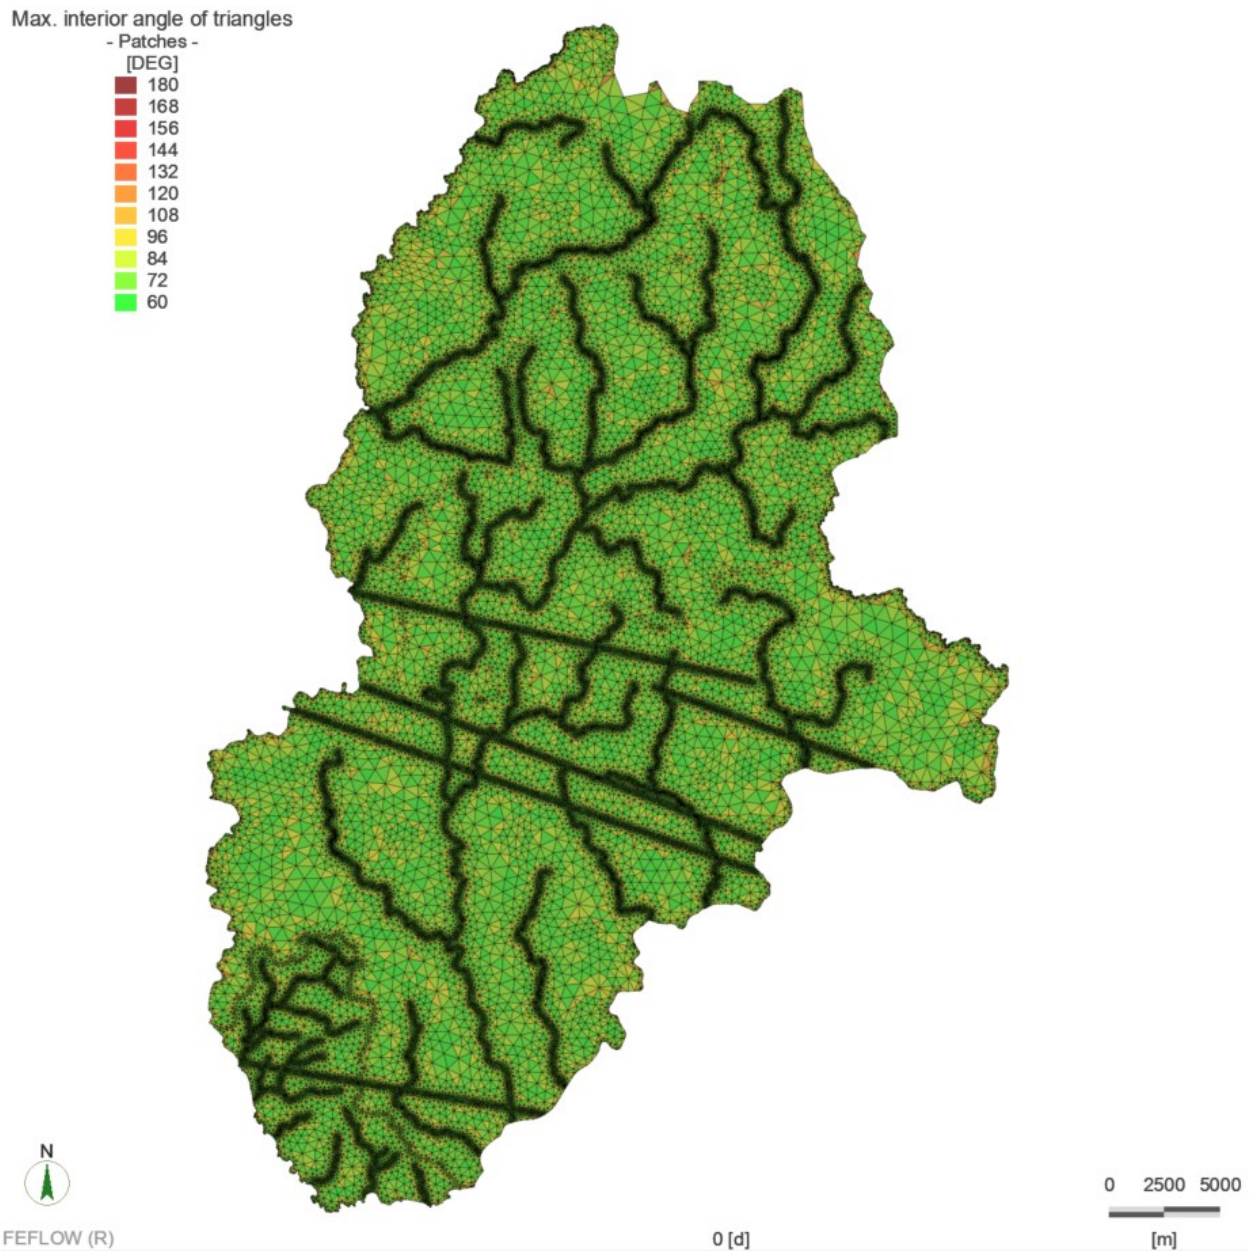 Max. interior angle of triangles
- Patches -
[DEG]
180
168
156
144
132
120
108
96
84
72
60
N
0 2500 5000
FEFLOW (R)
0 [d]
[m]